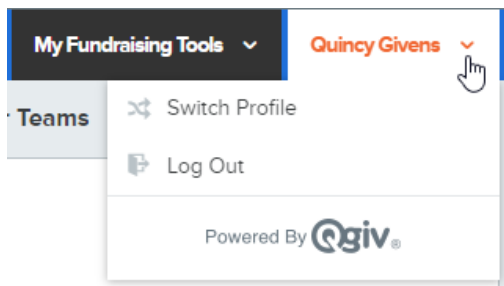 My Fundraising Tools
Quincy Givens
Teams
Switch Profile
Log Out
Powered By Qgiv®